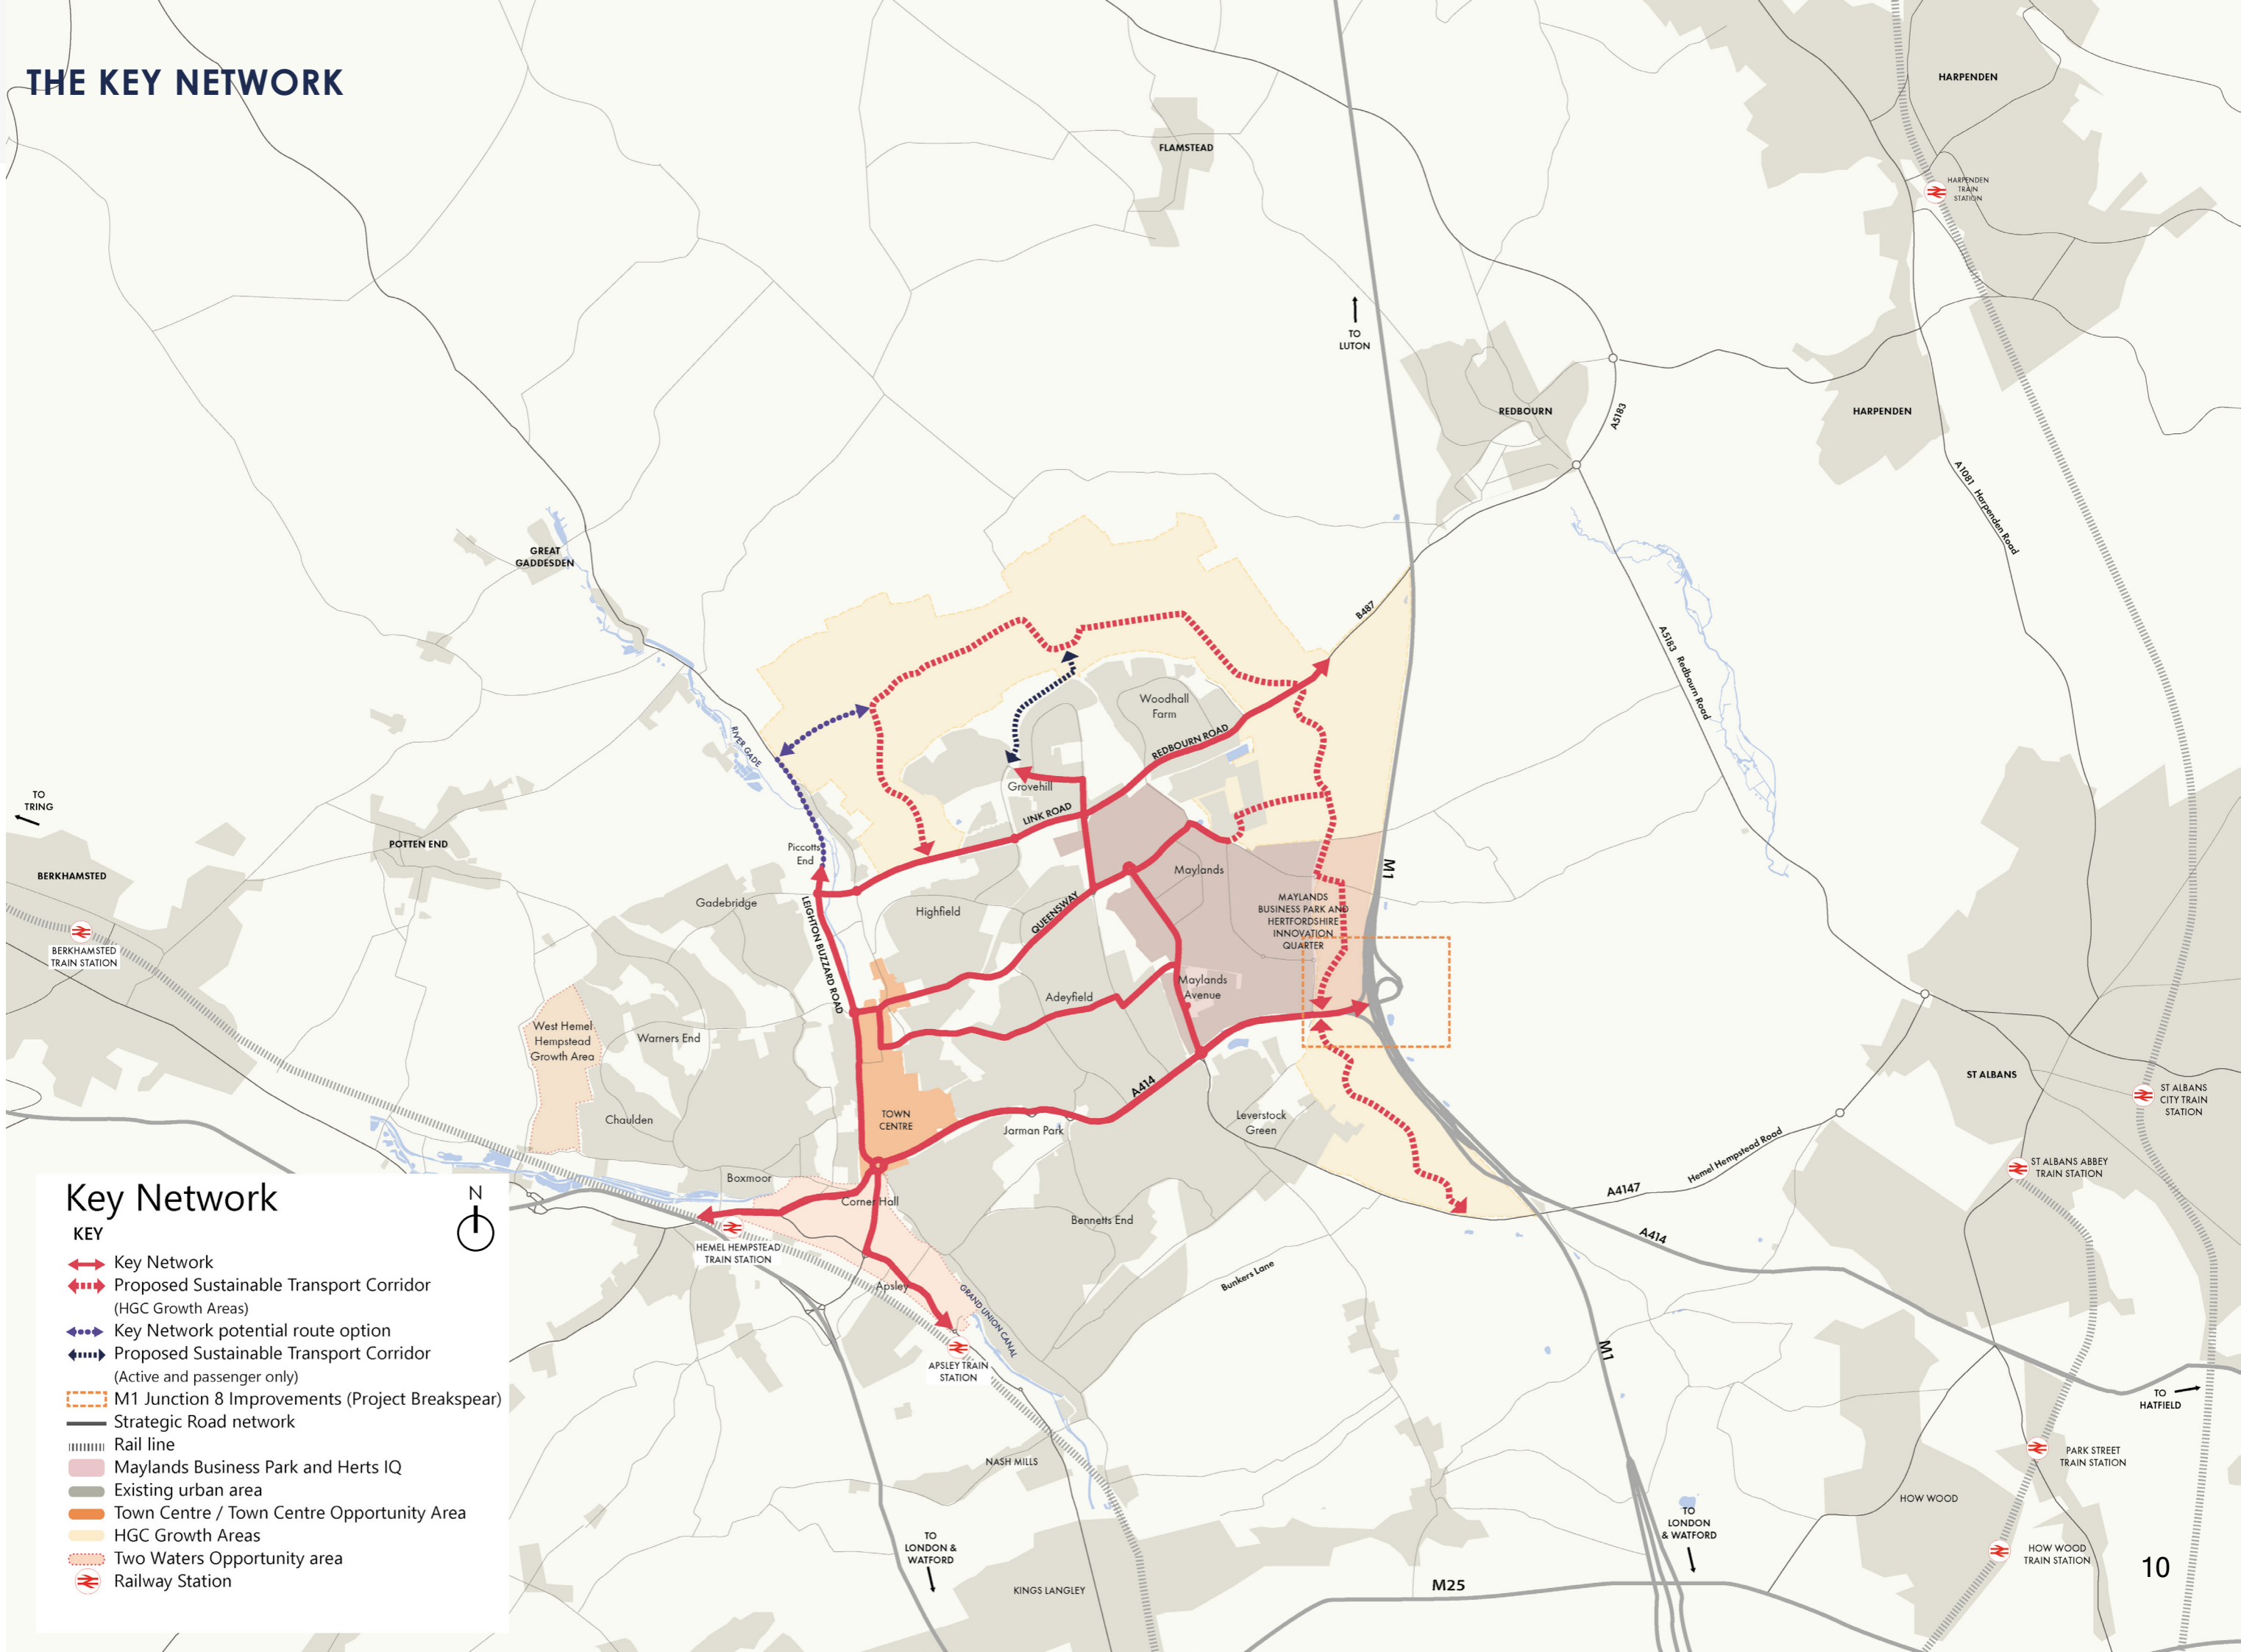 THE KEY NETWORK
HARPENDEN
FLAMSTEAD
HARPENDEN
TRAIN
STATION
TO
LUTON
REDBOURN
A5183
HARPENDEN
A1081 Harpenden Road
GREAT
GADDESDEN
B487
A5183 Redbourn Road
Woodhall
Farm
REDBOURN ROAD
RIVER GADE
Grovehill
LINK ROAD
TO
TRING
POTTEN END
Piccotts
End
BERKHAMSTED
Maylands
M1
Gadebridge
Highfield
QUEENSWAY
LEIGHTON BUZZARD ROAD
MAYLANDS
BUSINESS PARK AND
HERTFORDSHIRE
INNOVATION
QUARTER
BERKHAMSTED
TRAIN STATION
Maylands
Avenue
Adeyfield
West Hemel
Hempstead
Growth Area
Warners End
A414
ST ALBANS
ST ALBANS
CITY TRAIN
STATION
Chaulden
TOWN
CENTRE
Jarman Park
Leverstock
Green
Hemel Hempstead Road
ST ALBANS ABBEY
TRAIN STATION
Boxmoor
A4147
Corner Hall
Bennetts End
A414
HEMEL HEMPSTEAD
TRAIN STATION
Bunkers Lane
Apsley
GRAND UNION CANAL
M1
APSLEY TRAIN
STATION
TO
HATFIELD
NASH MILLS
PARK STREET
TRAIN STATION
HOW WOOD
TO
LONDON
& WATFORD
TO
LONDON &
WATFORD
HOW WOOD
TRAIN STATION
KINGS LANGLEY
M25
10
Key Network
N
KEY
Key Network
Proposed Sustainable Transport Corridor
(HGC Growth Areas)
Key Network potential route option
Proposed Sustainable Transport Corridor
(Active and passenger only)
M1 Junction 8 Improvements (Project Breakspear)
Strategic Road network
Rail line
Maylands Business Park and Herts IQ
Existing urban area
Town Centre / Town Centre Opportunity Area
HGC Growth Areas
Two Waters Opportunity area
Railway Station